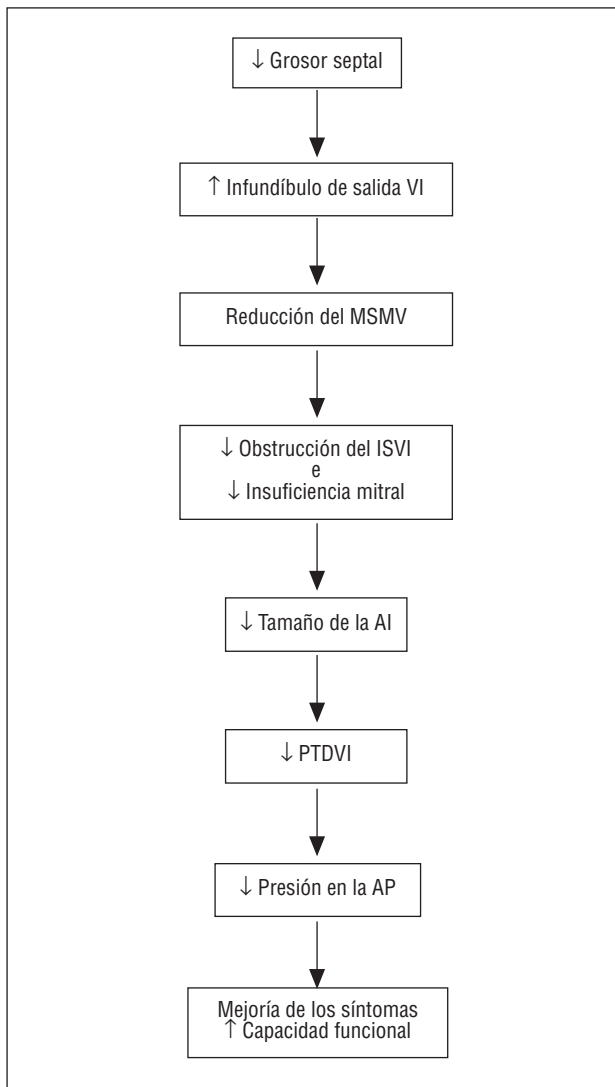 ↓ Grosor septal
↑ Infundíbulo de salida VI
Reducción del MSMV
↓ Obstrucción del ISVI
e
↓ Insuficiencia mitral
↓ Tamaño de la AI
↓ PTDVI
↓ Presión en la AP
Mejoría de los síntomas
↑ Capacidad funcional